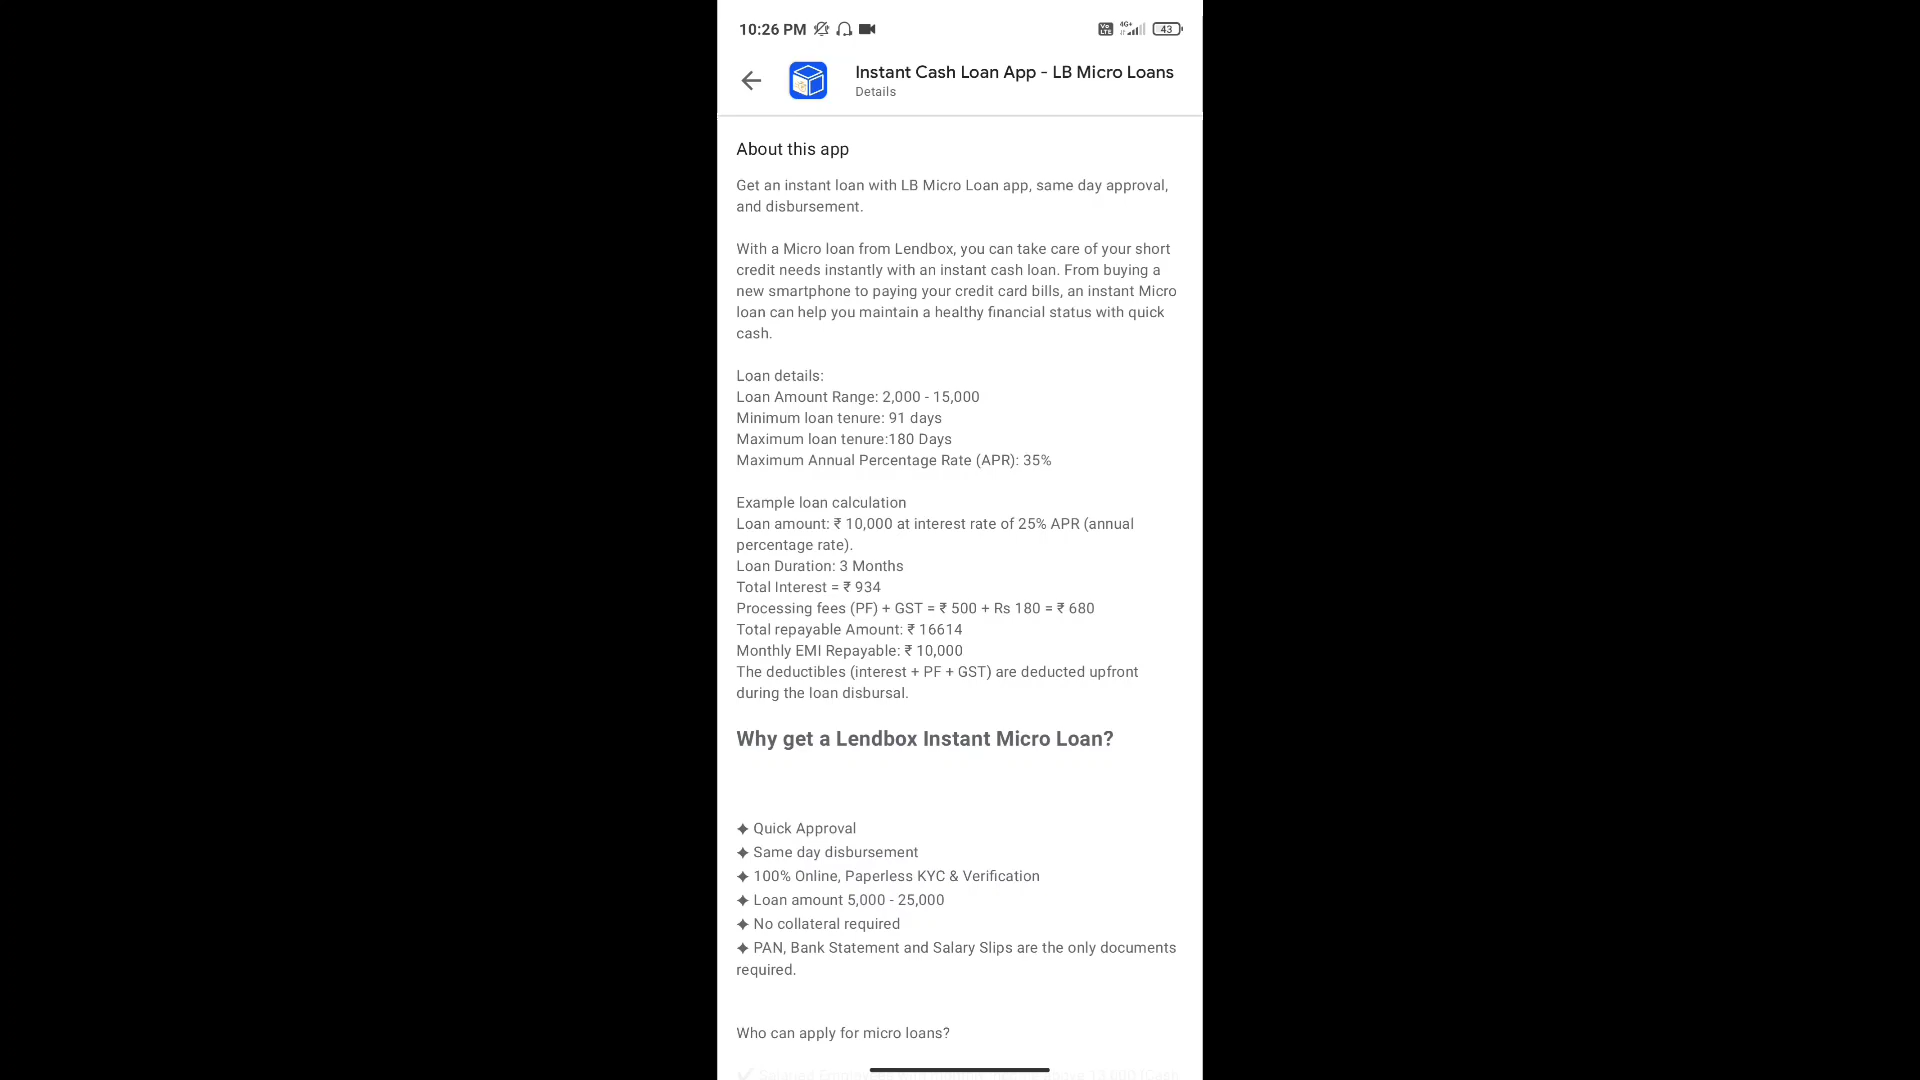 10:26 PM
Vo LTE 4G+ 43
Instant Cash Loan App - LB Micro Loans
Details
About this app
Get an instant loan with LB Micro Loan app, same day approval,
and disbursement.
With a Micro loan from Lendbox, you can take care of your short
credit needs instantly with an instant cash loan. From buying a
new smartphone to paying your credit card bills, an instant Micro
loan can help you maintain a healthy financial status with quick
cash.
Loan details:
Loan Amount Range: 2,000 - 15,000
Minimum loan tenure: 91 days
Maximum loan tenure:180 Days
Maximum Annual Percentage Rate (APR): 35%
Example loan calculation
Loan amount: ₹ 10,000 at interest rate of 25% APR (annual
percentage rate).
Loan Duration: 3 Months
Total Interest = ₹ 934
Processing fees (PF) + GST = ₹ 500 + Rs 180 = ₹ 680
Total repayable Amount: ₹ 16614
Monthly EMI Repayable: ₹ 10,000
The deductibles (interest + PF + GST) are deducted upfront
during the loan disbursal.
Why get a Lendbox Instant Micro Loan?
✦ Quick Approval
✦ Same day disbursement
✦ 100% Online, Paperless KYC & Verification
✦ Loan amount 5,000 - 25,000
✦ No collateral required
✦ PAN, Bank Statement and Salary Slips are the only documents
required.
Who can apply for micro loans?